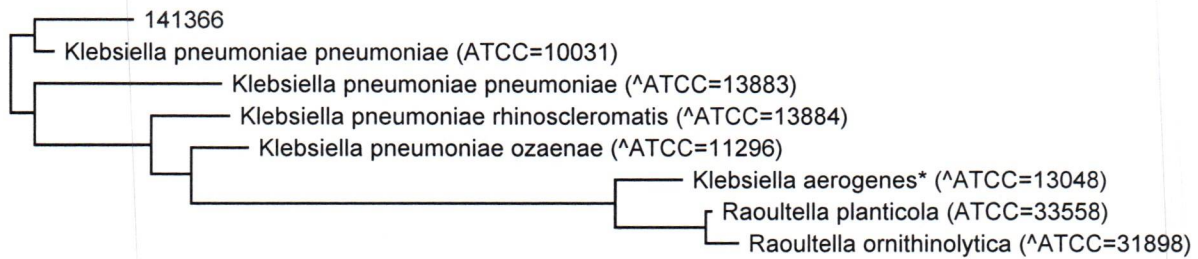 141366
Klebsiella pneumoniae pneumoniae (ATCC=10031)
Klebsiella pneumoniae pneumoniae (^ATCC=13883)
Klebsiella pneumoniae rhinoscleromatis (^ATCC=13884)
Klebsiella pneumoniae ozaenae (^ATCC=11296)
Klebsiella aerogenes* (^ATCC=13048)
Raoultella planticola (ATCC=33558)
Raoultella ornithinolytica (^ATCC=31898)